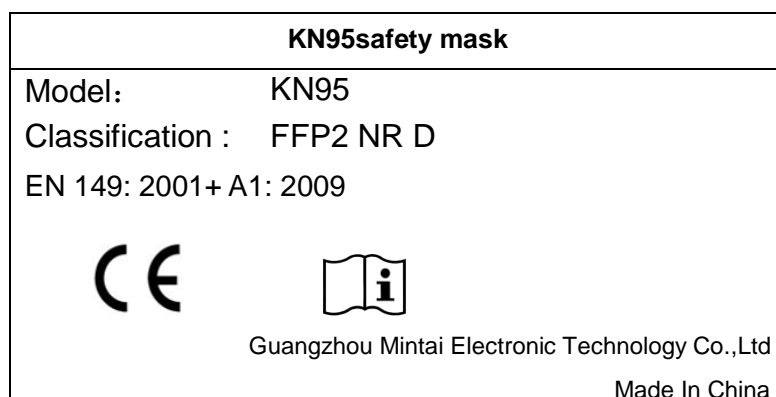 KN95safety mask
Model： KN95
Classification : FFP2 NR D
EN 149: 2001+ A1: 2009
CE i
Guangzhou Mintai Electronic Technology Co.,Ltd
Made In China